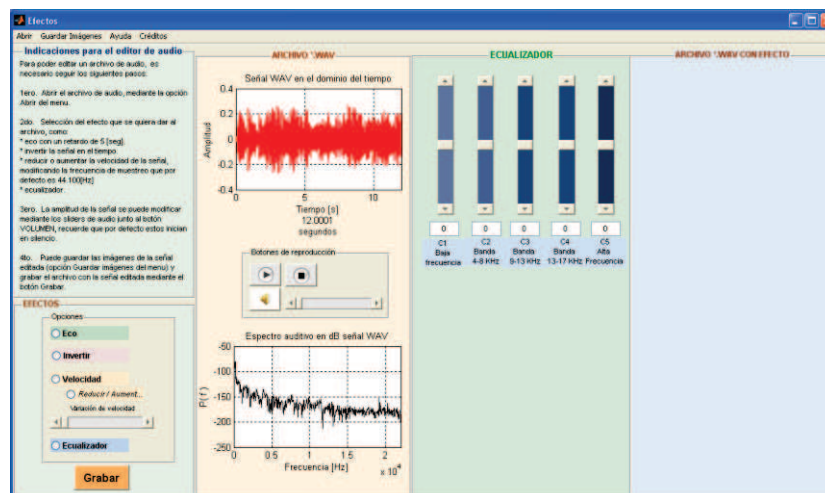 Efectos
Abrir Guardar Imágenes Ayuda Créditos
Indicaciones para el editor de audio
Para poder editar un archivo de audio, es
necesario seguir los siguientes pasos:
1ero. Abrir el archivo de audio, mediante la opción
Abrir del menu.
2do. Selección del efecto que se quiera dar al
archivo, como:
* eco con un retardo de 5 [seg].
* invertir la señal en el tiempo.
* reducir o aumentar la velocidad de la señal,
modificando la frecuencia de muestreo que por
defecto es 44.100[Hz]
* ecualizador.
3ero. La amplitud de la señal se puede modificar
mediante los sliders de audio junto al botón
VOLUMEN, recuerde que por defecto estos inician
en silencio.
4to. Puede guardar las imágenes de la señal
editada (opción Guardar imágenes del menu) y
grabar el archivo con la señal editada mediante el
botón Grabar.
EFECTOS
Opciones
Eco
Invertir
Velocidad
Reducir / Aument...
Variación de velocidad
Ecualizador
Grabar
ARCHIVO *.WAV
Señal WAV en el dominio del tiempo
Amplitud
0.4
0.2
0
-0.2
-0.4
0 5 10
Tiempo [s]
12.0001
segundos
Botones de reproducción
Espectro auditivo en dB señal WAV
P(f)
-50
-100
-150
-200
-250
0 0.5 1 1.5 2
Frecuencia [Hz]
x 10^4
ECUALIZADOR
0 0 0 0 0
C1 C2 C3 C4 C5
Baja Banda Banda Banda Alta
frecuencia 4-8 KHz 9-13 KHz 13-17 KHz Frecuencia
ARCHIVO *.WAV CON EFECTO